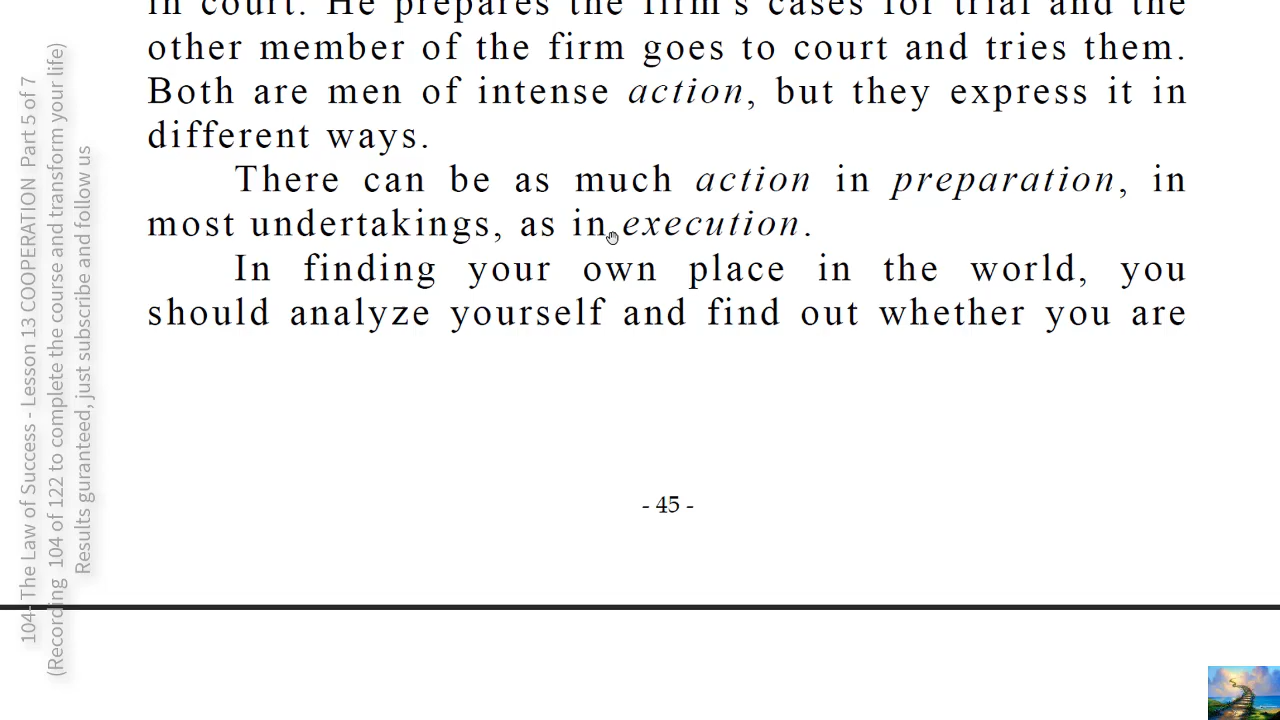 in court. He prepares the firm's cases for trial and the
other member of the firm goes to court and tries them.
Both are men of intense action, but they express it in
different ways.
There can be as much action in preparation, in
most undertakings, as in execution.
In finding your own place in the world, you
should analyze yourself and find out whether you are
- 45 -
104- The Law of Success - Lesson 13 COOPERATION Part 5 of 7
(Recording 104 of 122 to complete the course and transform your life)
Results guranteed, just subscribe and follow us